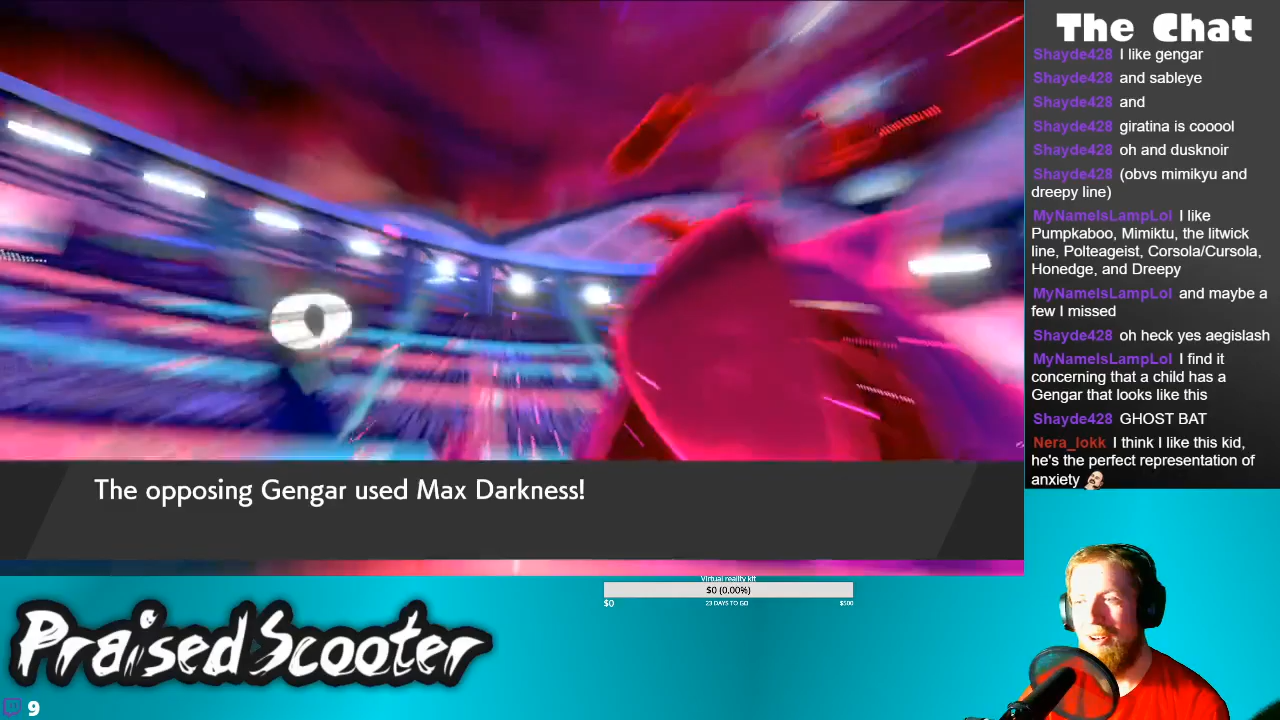 The Chat
Shayde428 I like gengar
Shayde428 and sableye
Shayde428 and
Shayde428 giratina is cooool
Shayde428 oh and dusknoir
Shayde428 (obvs mimikyu and
dreepy line)
MyNameIsLampLol I like
Pumpkaboo, Mimiktu, the litwick
line, Polteageist, Corsola/Cursola,
Honedge, and Dreepy
MyNameIsLampLol and maybe a
few I missed
Shayde428 oh heck yes aegislash
MyNameIsLampLol I find it
concerning that a child has a
Gengar that looks like this
Shayde428 GHOST BAT
Nera_lokk I think I like this kid,
he's the perfect representation of
anxiety
The opposing Gengar used Max Darkness!
Virtual reality kit
$0 (0.00%)
$0 23 DAYS TO GO $500
Praised Scooter
9